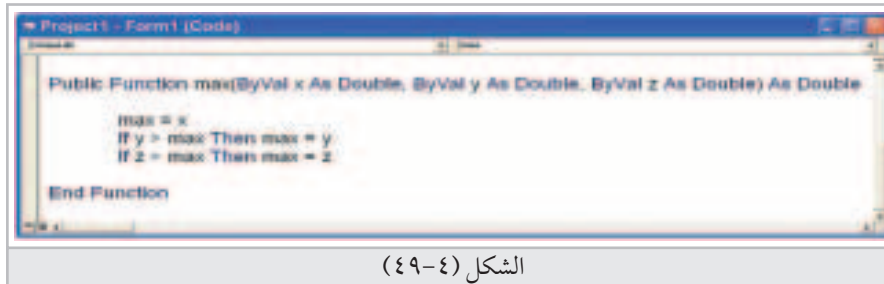 Project1 - Form1 (Code)
Public Function max(ByVal x As Double, ByVal y As Double, ByVal z As Double) As Double
max = x
If y > max Then max = y
If z > max Then max = z
End Function
الشكل (٤-٤٩)